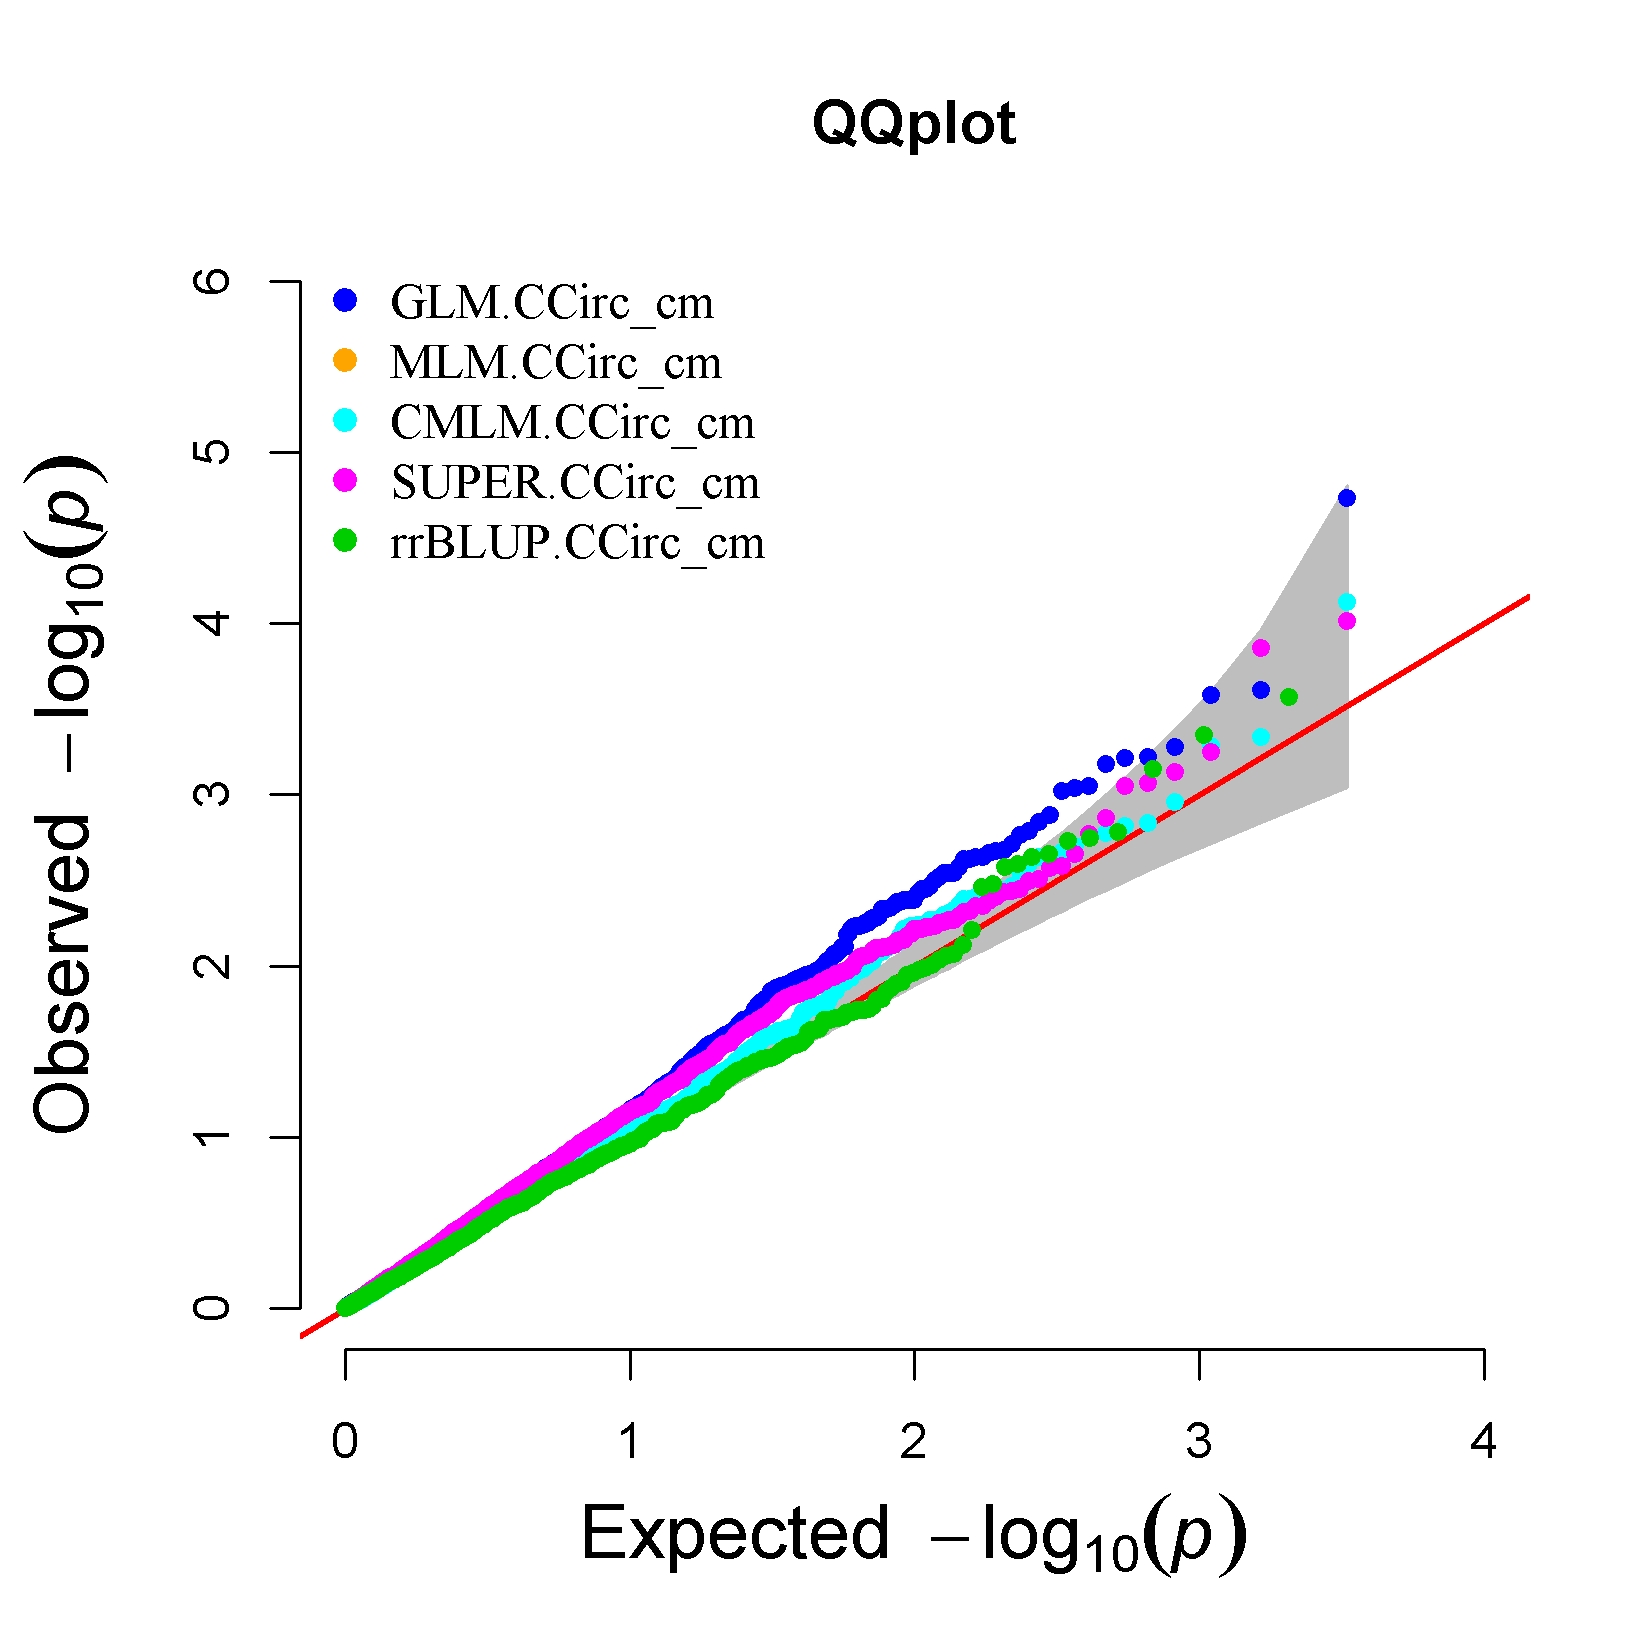 QQplot
6
5
4
3
2
1
0
GLM.CCirc_cm
MLM.CCirc_cm
CMLM.CCirc_cm
SUPER.CCirc_cm
rrBLUP.CCirc_cm
Observed −log10(p)
0 1 2 3 4
Expected −log10(p)